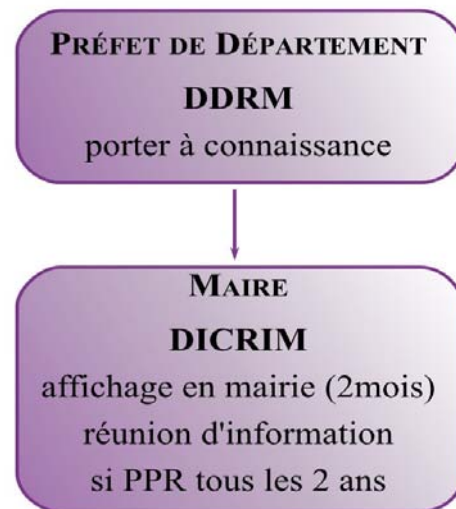 PRÉFET DE DÉPARTEMENT
DDRM
porter à connaissance
MAIRE
DICRIM
affichage en mairie (2mois)
réunion d'information
si PPR tous les 2 ans